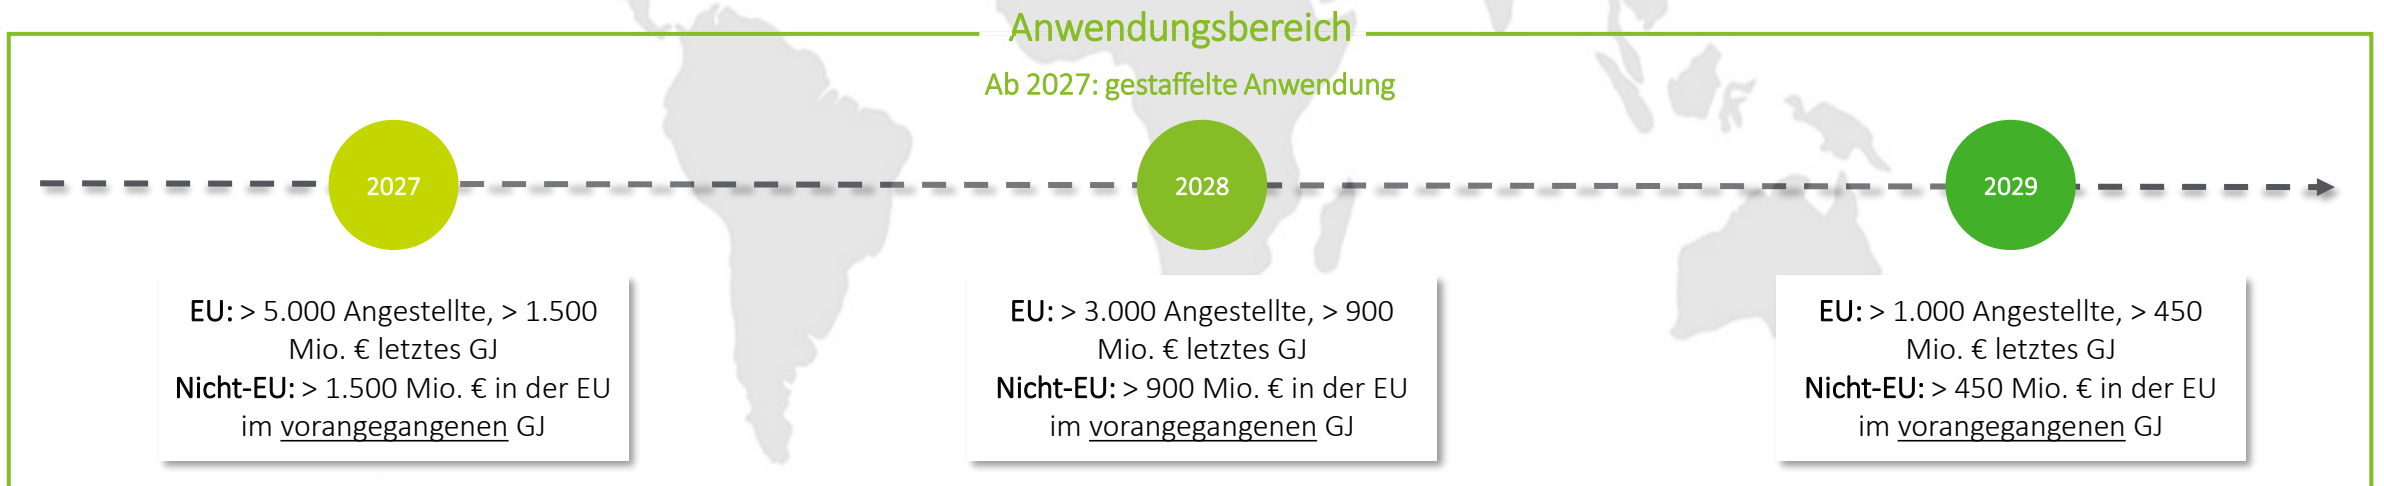 Anwendungsbereich
Ab 2027: gestaffelte Anwendung
2027
2028
2029
EU: > 5.000 Angestellte, > 1.500
Mio. € letztes GJ
Nicht-EU: > 1.500 Mio. € in der EU
im vorangegangenen GJ
EU: > 3.000 Angestellte, > 900
Mio. € letztes GJ
Nicht-EU: > 900 Mio. € in der EU
im vorangegangenen GJ
EU: > 1.000 Angestellte, > 450
Mio. € letztes GJ
Nicht-EU: > 450 Mio. € in der EU
im vorangegangenen GJ